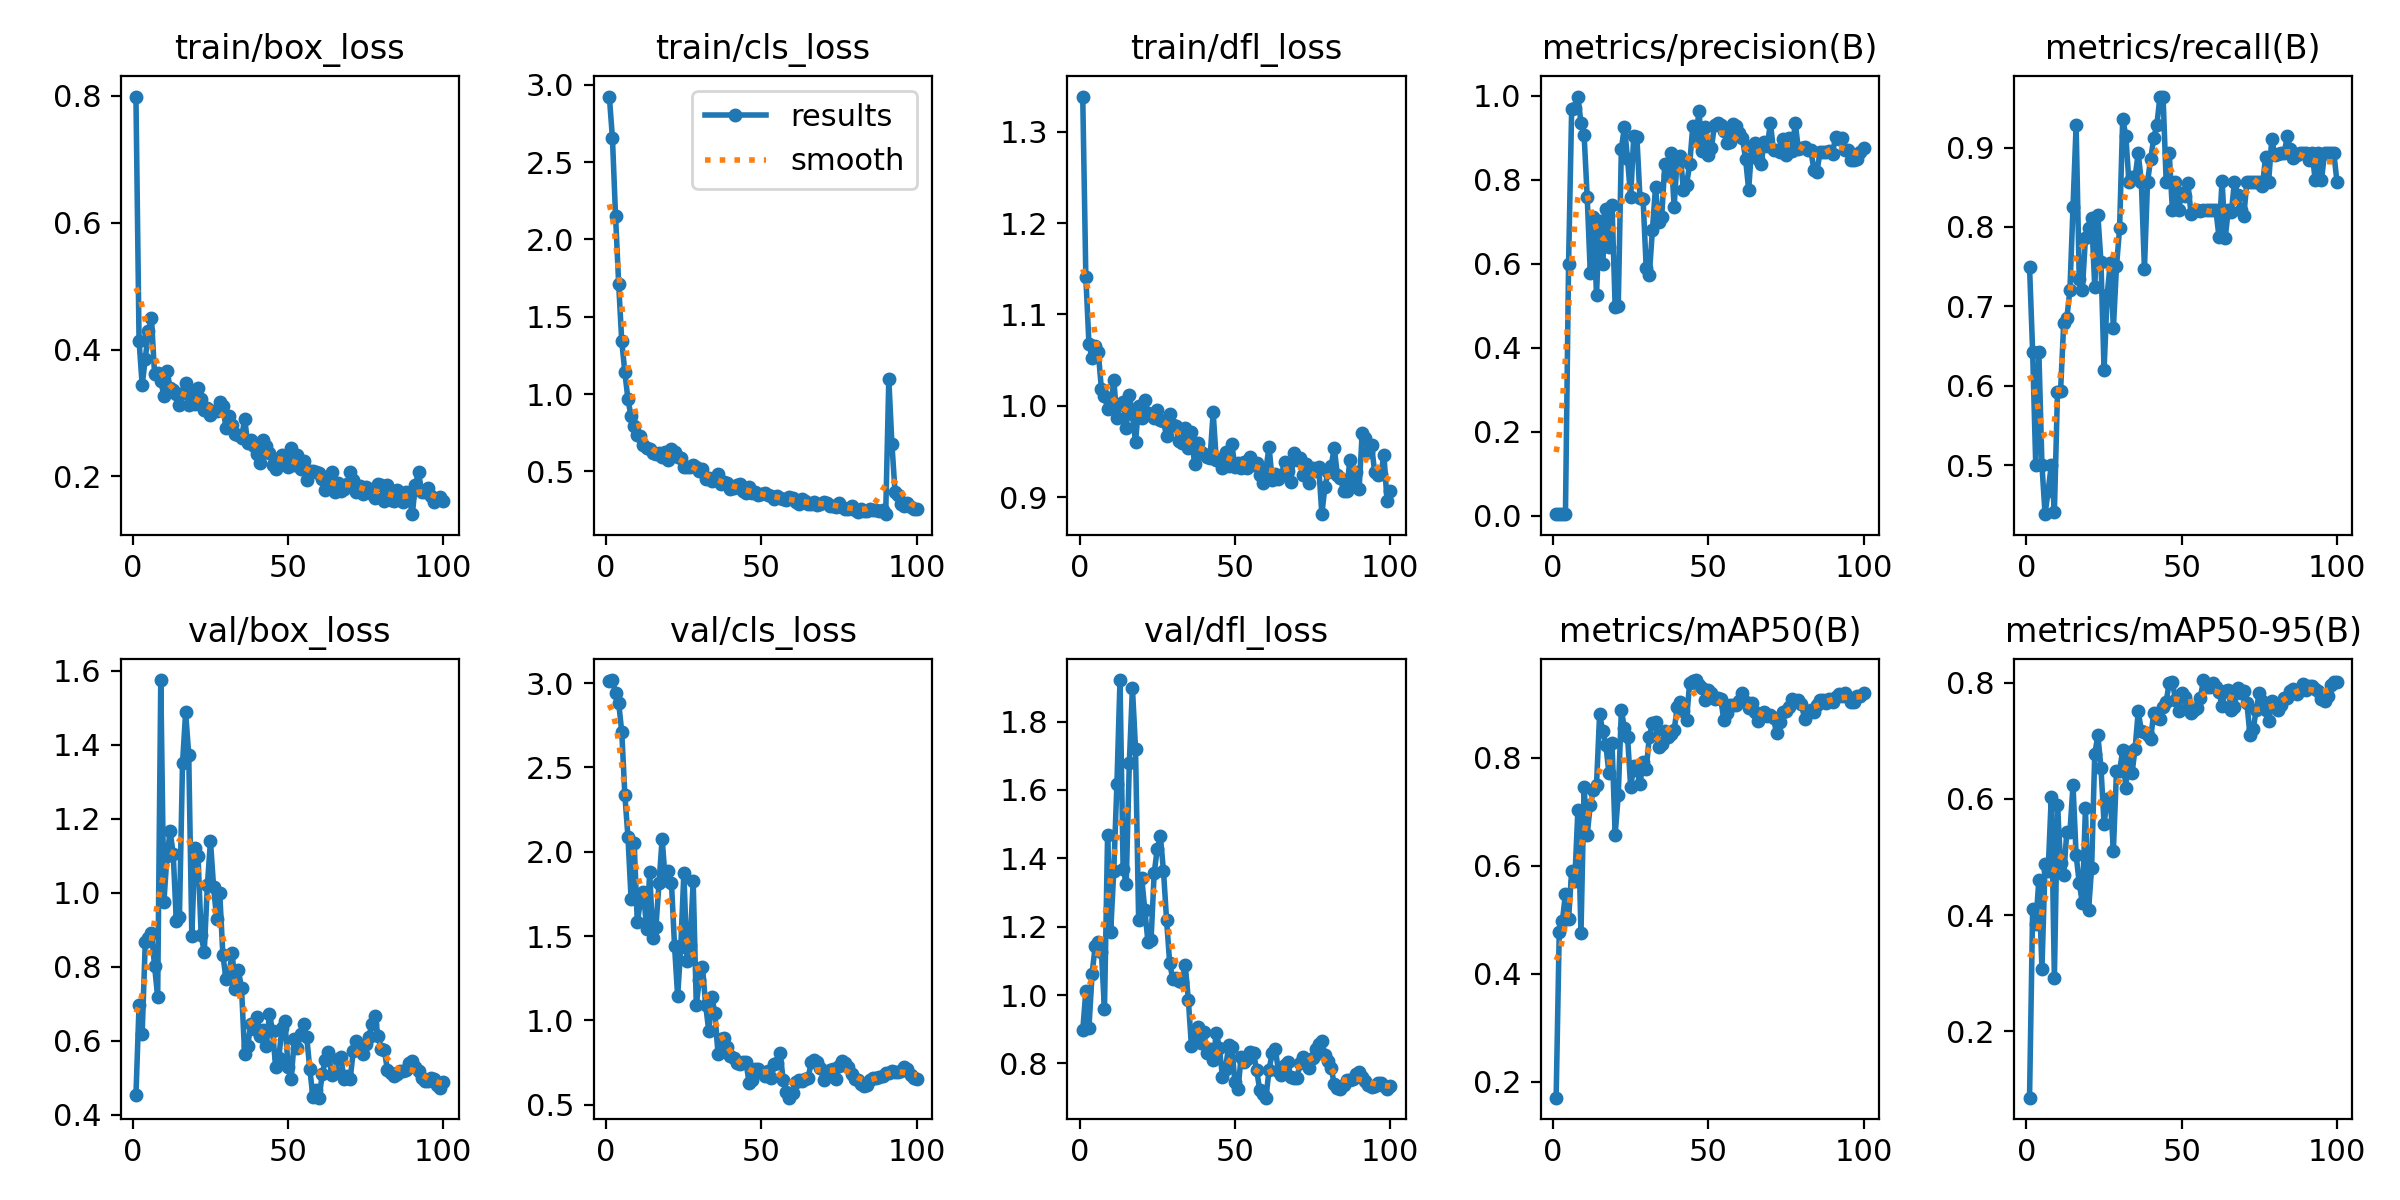 train/box_loss
0.8
0.6
0.4
0.2
0 50 100
train/cls_loss
3.0
2.5
2.0
1.5
1.0
0.5
results
smooth
0 50 100
train/dfl_loss
1.3
1.2
1.1
1.0
0.9
0 50 100
metrics/precision(B)
1.0
0.8
0.6
0.4
0.2
0.0
0 50 100
metrics/recall(B)
0.9
0.8
0.7
0.6
0.5
0 50 100
val/box_loss
1.6
1.4
1.2
1.0
0.8
0.6
0.4
0 50 100
val/cls_loss
3.0
2.5
2.0
1.5
1.0
0.5
0 50 100
val/dfl_loss
1.8
1.6
1.4
1.2
1.0
0.8
0 50 100
metrics/mAP50(B)
0.8
0.6
0.4
0.2
0 50 100
metrics/mAP50-95(B)
0.8
0.6
0.4
0.2
0 50 100